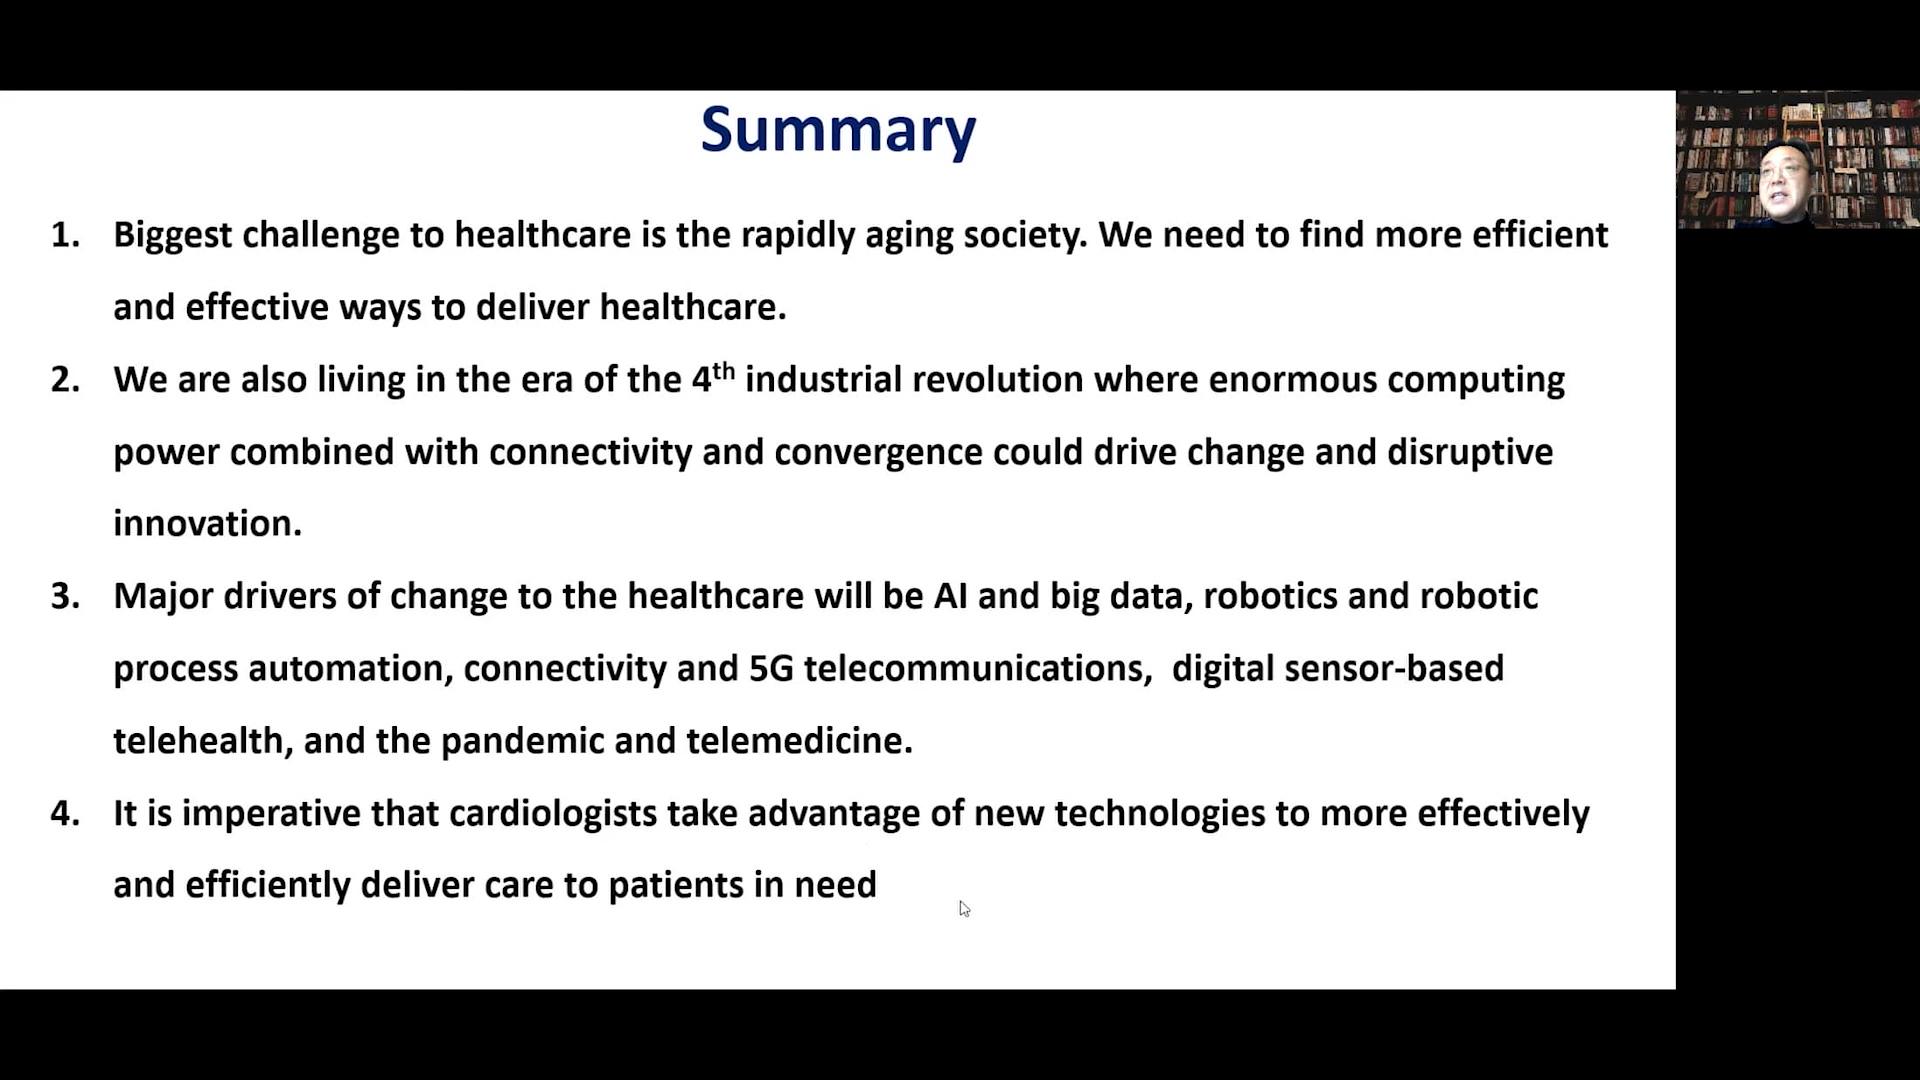 Summary
1. Biggest challenge to healthcare is the rapidly aging society. We need to find more efficient
and effective ways to deliver healthcare.
2. We are also living in the era of the 4th industrial revolution where enormous computing
power combined with connectivity and convergence could drive change and disruptive
innovation.
3. Major drivers of change to the healthcare will be AI and big data, robotics and robotic
process automation, connectivity and 5G telecommunications,  digital sensor-based
telehealth, and the pandemic and telemedicine.
4. It is imperative that cardiologists take advantage of new technologies to more effectively
and efficiently deliver care to patients in need